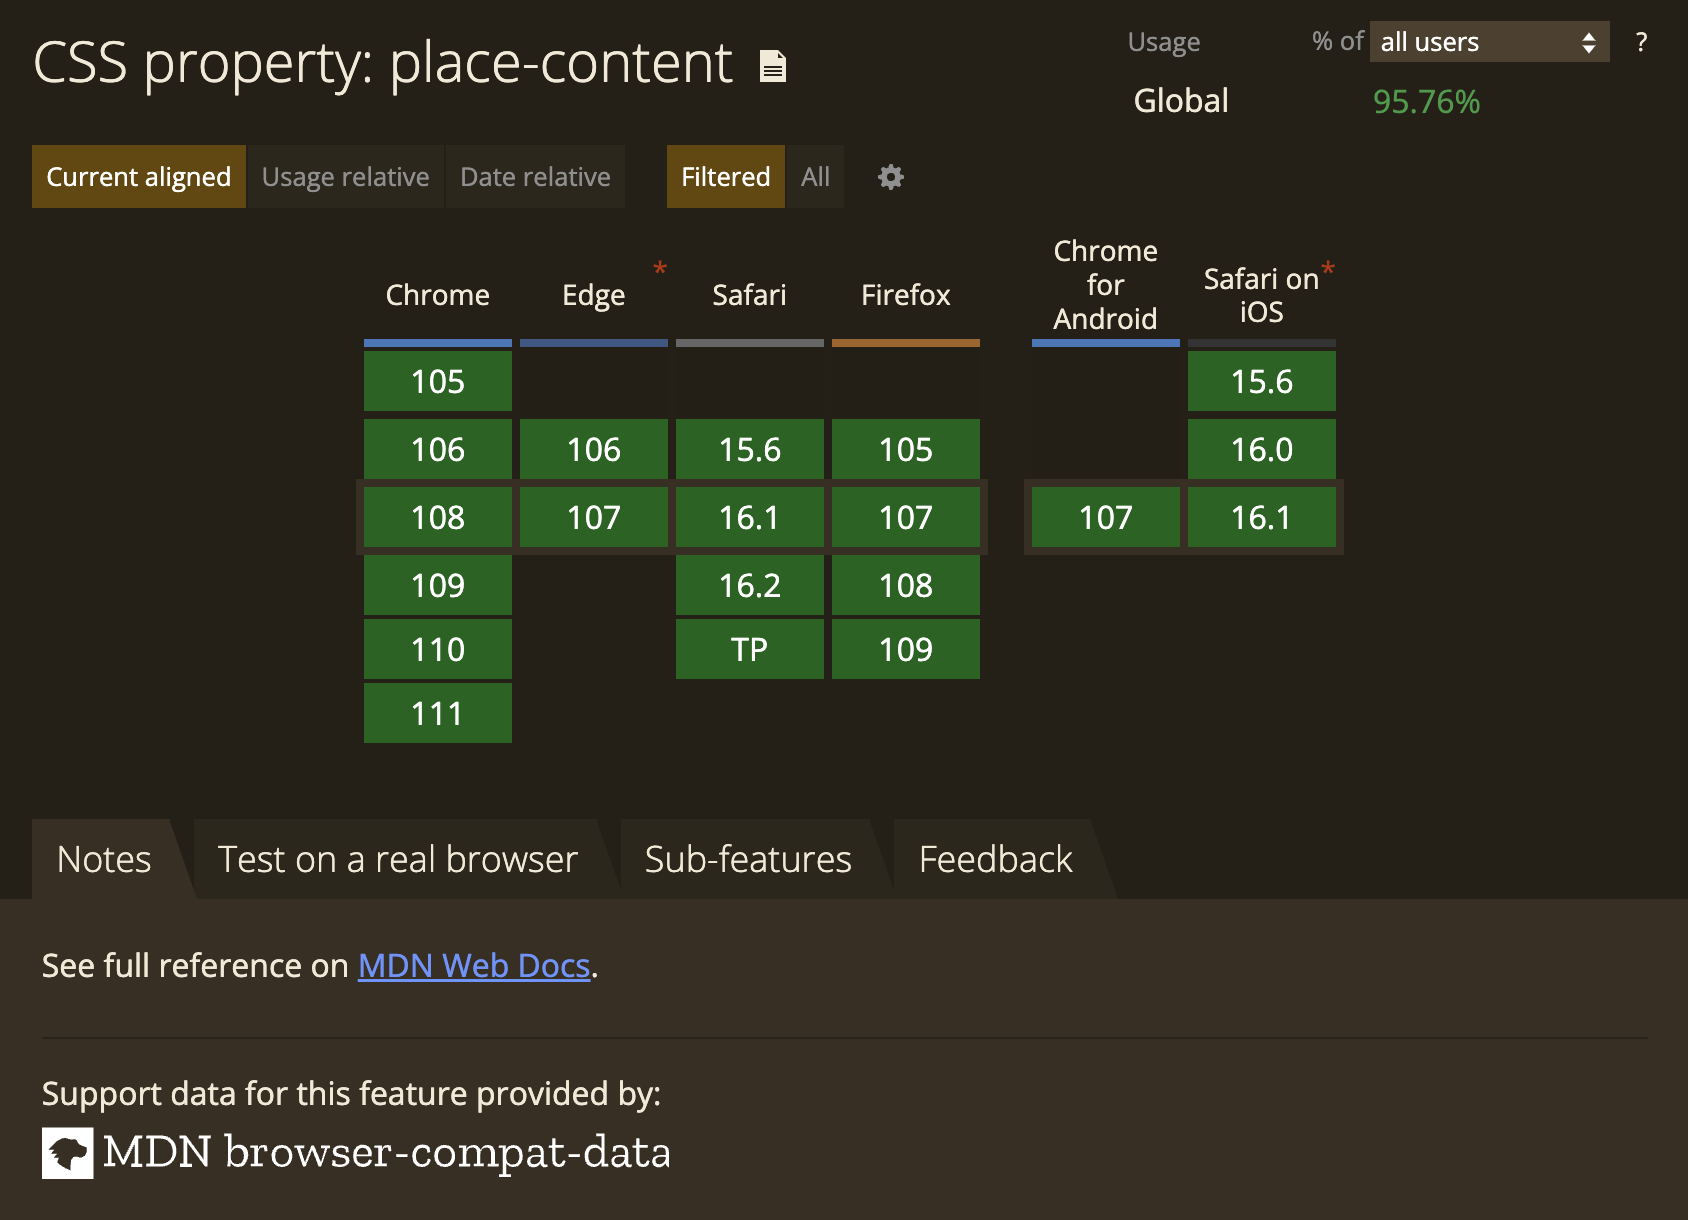 CSS property: place-content
Usage % of all users ?
Global 95.76%
Current aligned Usage relative Date relative Filtered All
Chrome Edge * Safari Firefox Chrome for Android Safari on iOS *
105 15.6
106 106 15.6 105 16.0
108 107 16.1 107 107 16.1
109 16.2 108
110 TP 109
111
Notes Test on a real browser Sub-features Feedback
See full reference on MDN Web Docs.
Support data for this feature provided by:
MDN browser-compat-data